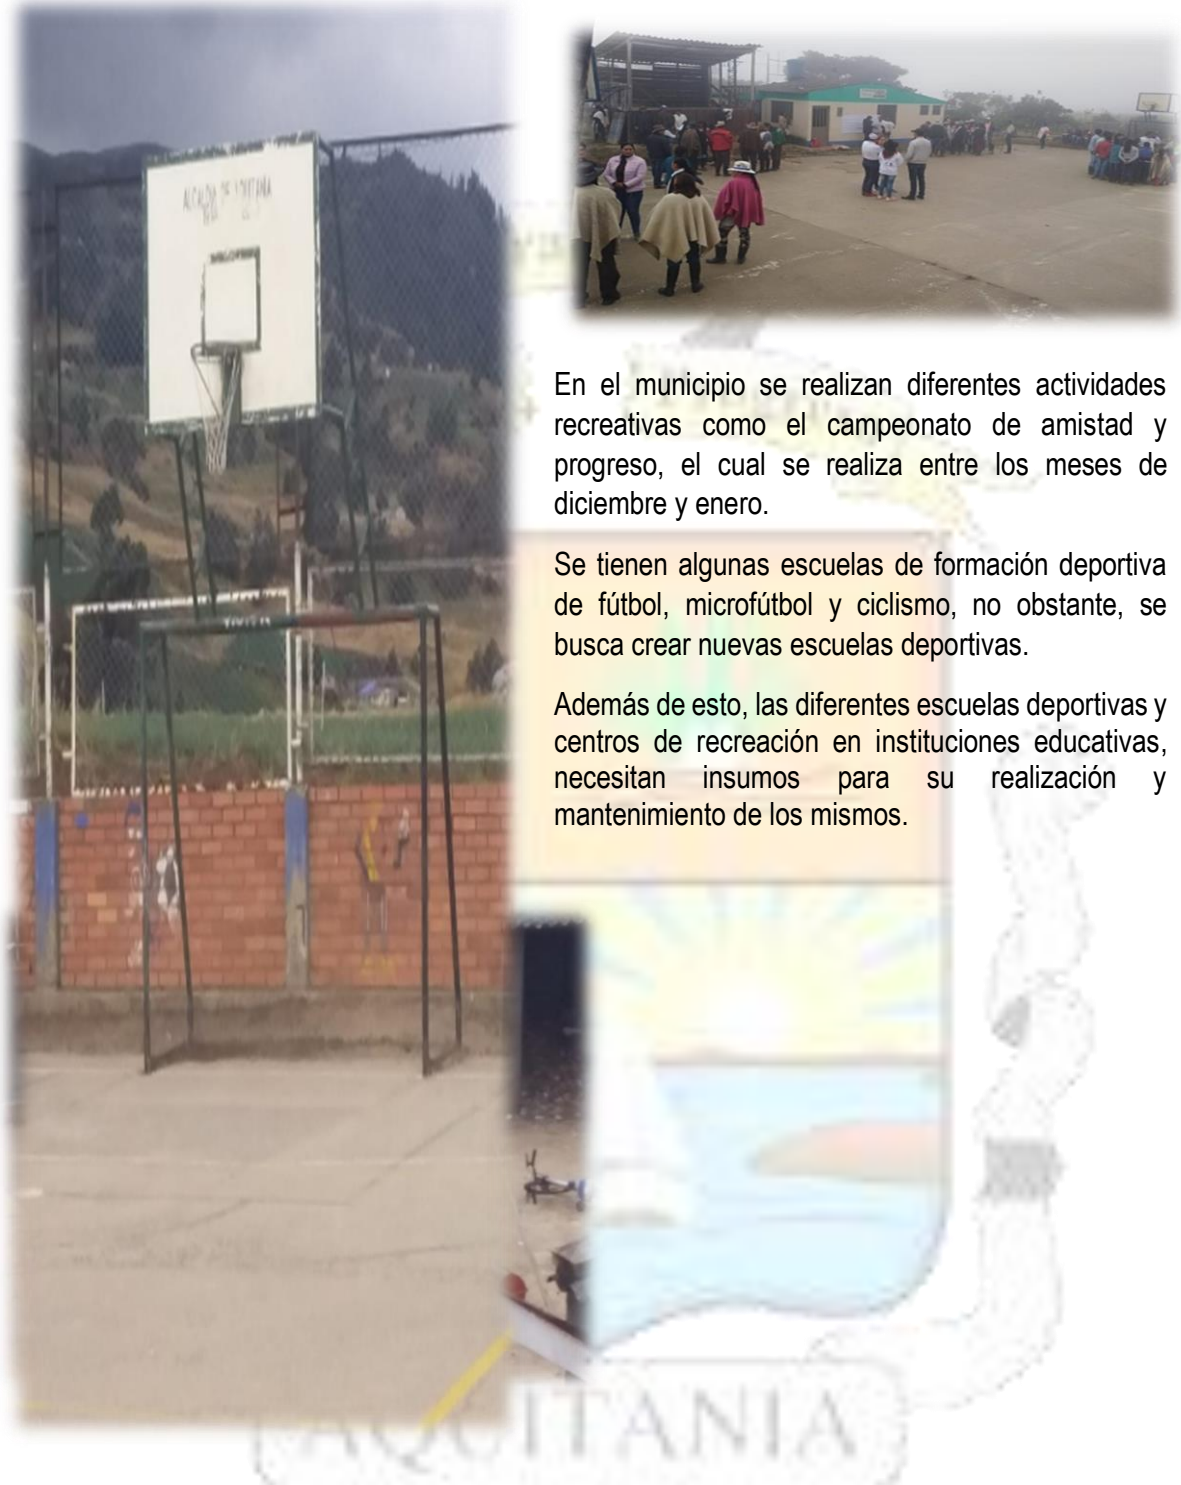 ALCALDIA DE AQUITANIA
En el municipio se realizan diferentes actividades
recreativas como el campeonato de amistad y
progreso, el cual se realiza entre los meses de
diciembre y enero.
Se tienen algunas escuelas de formación deportiva
de fútbol, microfútbol y ciclismo, no obstante, se
busca crear nuevas escuelas deportivas.
Además de esto, las diferentes escuelas deportivas y
centros de recreación en instituciones educativas,
necesitan insumos para su realización y
mantenimiento de los mismos.
AQUITANIA